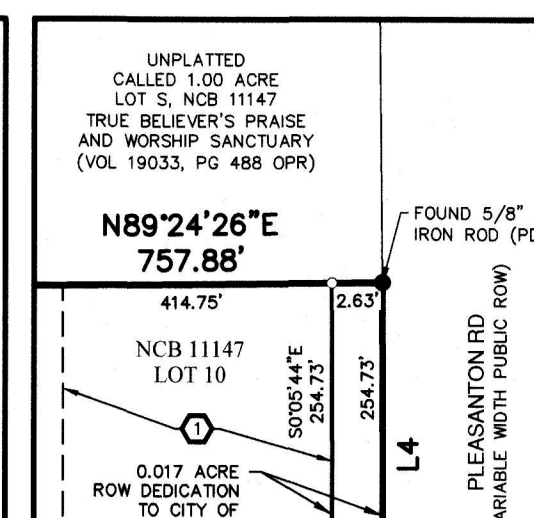 UNPLATTED
CALLED 1.00 ACRE
LOT S, NCB 11147
TRUE BELIEVER'S PRAISE
AND WORSHIP SANCTUARY
(VOL 19033, PG 488 OPR)
N89°24'26"E
757.88'
FOUND 5/8"
IRON ROD
414.75'
2.63'
NCB 11147
LOT 10
S0°05'44"E
254.73'
254.73'
L4
PLEASANTON RD
WIDTH PUBLIC ROW)
1
0.017 ACRE
ROW DEDICATION
TO CITY OF